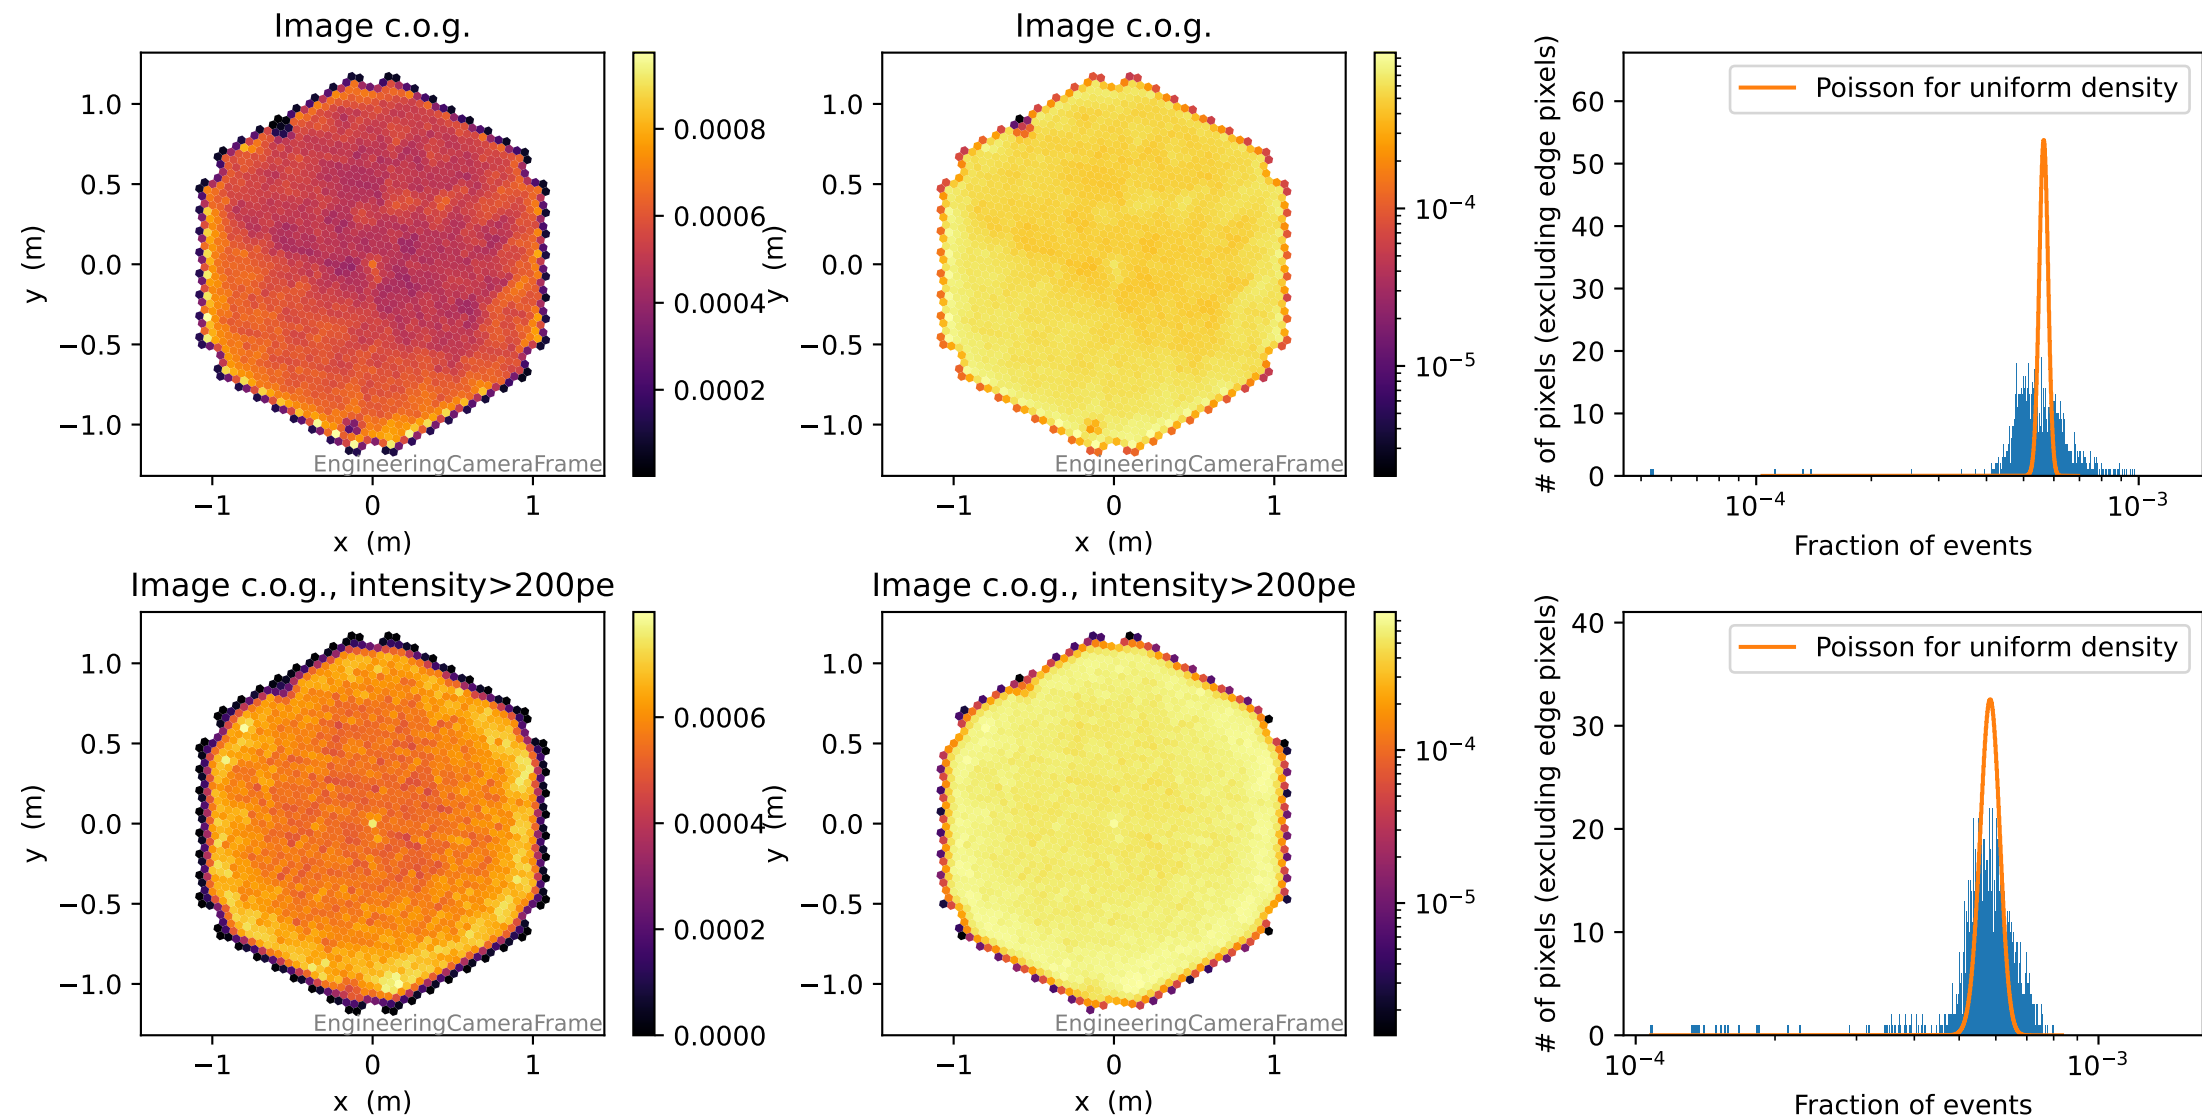 Image c.o.g.
1.0
0.5
0.0
−0.5
−1.0
y (m)
−1
0
1
x (m)
EngineeringCameraFrame
0.0008
0.0006
0.0004
0.0002
Image c.o.g.
1.0
0.5
0.0
−0.5
−1.0
y (m)
−1
0
1
x (m)
EngineeringCameraFrame
10⁻⁴
10⁻⁵
# of pixels (excluding edge pixels)
60
50
40
30
20
10
0
Poisson for uniform density
10⁻⁴
10⁻³
Fraction of events
Image c.o.g., intensity>200pe
1.0
0.5
0.0
−0.5
−1.0
y (m)
−1
0
1
x (m)
EngineeringCameraFrame
0.0006
0.0004
0.0002
0.0000
Image c.o.g., intensity>200pe
1.0
0.5
0.0
−0.5
−1.0
y (m)
−1
0
1
x (m)
EngineeringCameraFrame
10⁻⁴
10⁻⁵
# of pixels (excluding edge pixels)
40
30
20
10
0
Poisson for uniform density
10⁻⁴
10⁻³
Fraction of events